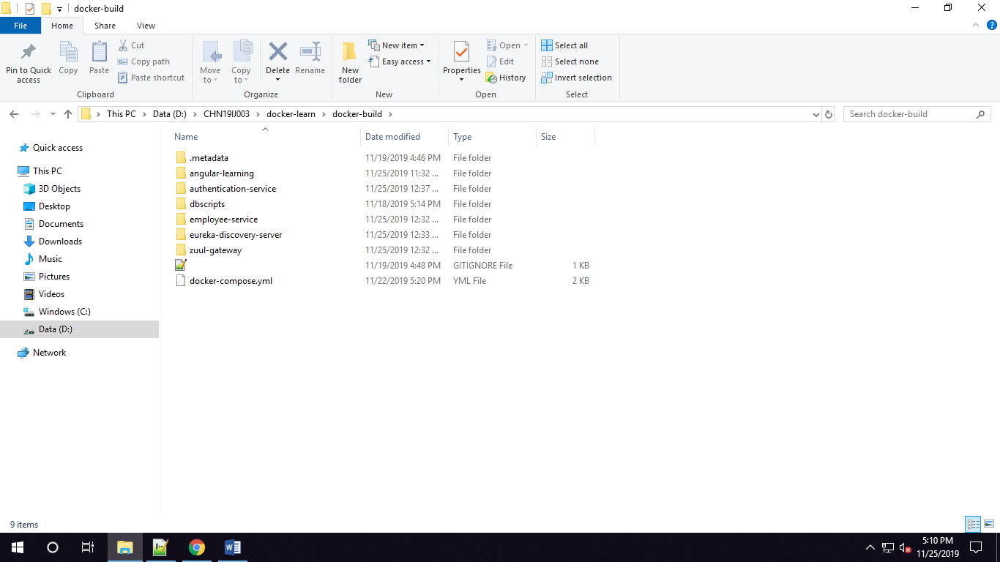 docker-build
File Home Share View
Pin to Quick access
Copy
Paste
Cut
Copy path
Paste shortcut
Clipboard
Move to
Copy to
Delete
Rename
Organize
New folder
New item
Easy access
New
Properties
Open
Edit
History
Open
Select all
Select none
Invert selection
Select
This PC Data (D:) CHN19IJ003 docker-learn docker-build
Search docker-build
Name Date modified Type Size
Quick access
This PC
3D Objects
Desktop
Documents
Downloads
Music
Pictures
Videos
Windows (C:)
Data (D:)
Network
.metadata 11/19/2019 4:46 PM File folder
angular-learning 11/25/2019 11:32 ... File folder
authentication-service 11/25/2019 12:37 ... File folder
dbscripts 11/18/2019 5:14 PM File folder
employee-service 11/25/2019 12:32 ... File folder
eureka-discovery-server 11/25/2019 12:33 ... File folder
zuul-gateway 11/25/2019 12:32 ... File folder
11/19/2019 4:48 PM GITIGNORE File 1 KB
docker-compose.yml 11/22/2019 5:20 PM YML File 2 KB
9 items
5:10 PM
11/25/2019